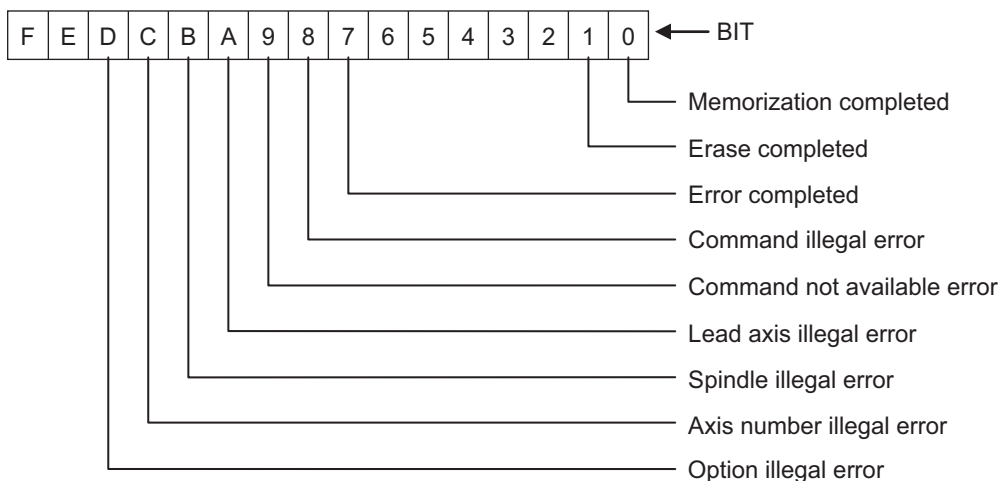 F E D C B A 9 8 7 6 5 4 3 2 1 0 BIT
Memorization completed
Erase completed
Error completed
Command illegal error
Command not available error
Lead axis illegal error
Spindle illegal error
Axis number illegal error
Option illegal error